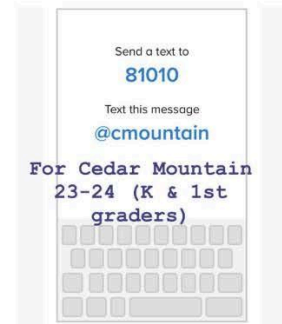 Send a text to
81010
Text this message
@cmountain
For Cedar Mountain
23-24 (K & 1st
graders)